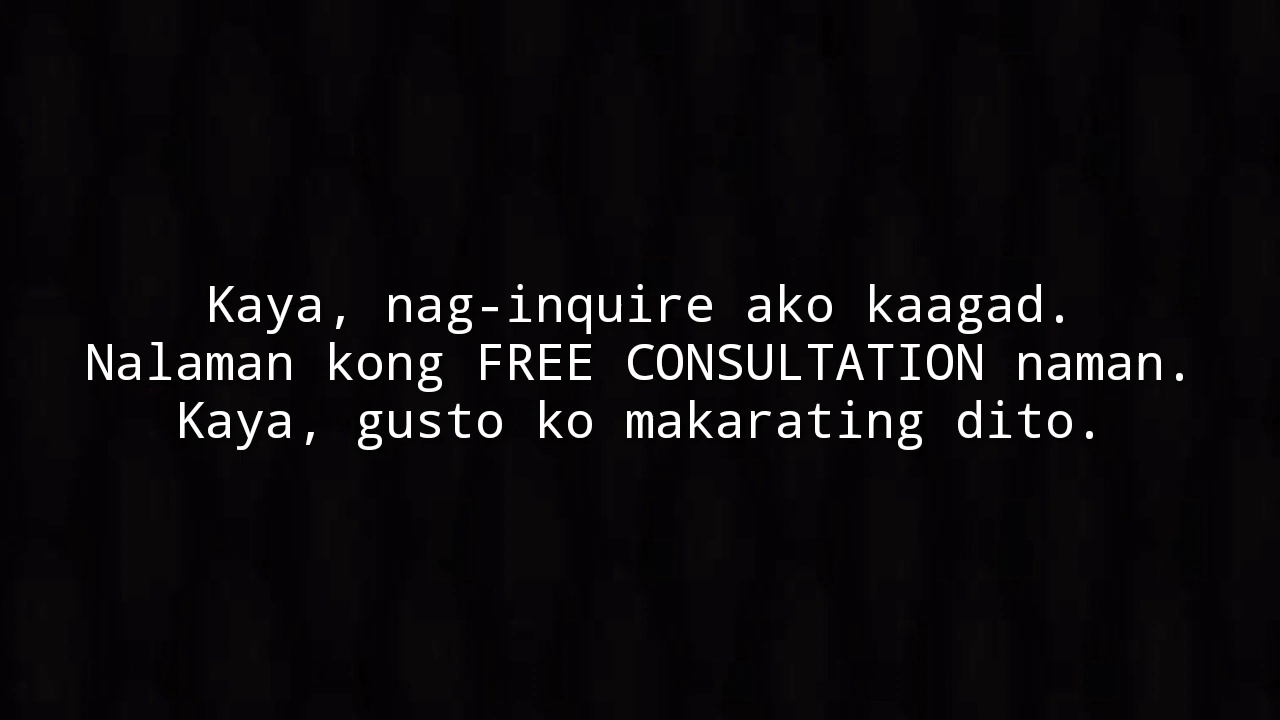 Kaya, nag-inquire ako kaagad.
Nalaman kong FREE CONSULTATION naman.
Kaya, gusto ko makarating dito.